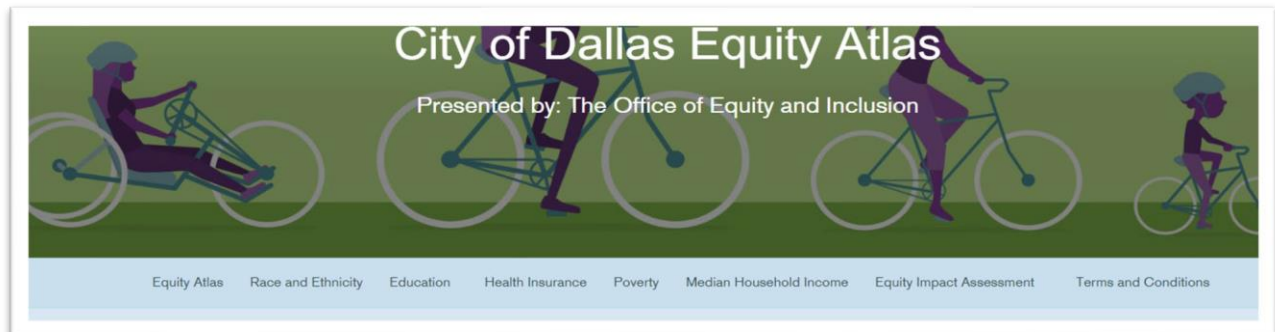 City of Dallas Equity Atlas
Presented by: The Office of Equity and Inclusion
Equity Atlas Race and Ethnicity Education Health Insurance Poverty Median Household Income Equity Impact Assessment Terms and Conditions